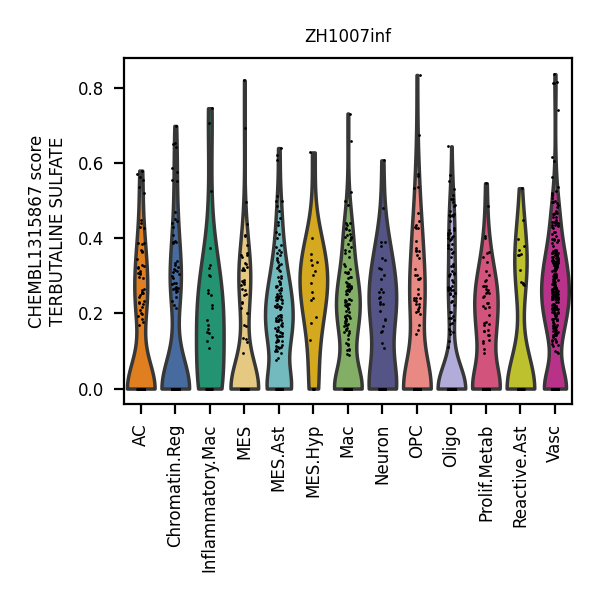 ZH1007inf
CHEMBL1315867 score
TERBUTALINE SULFATE
0.8
0.6
0.4
0.2
0.0
AC
Chromatin.Reg
Inflammatory.Mac
MES
MES.Ast
MES.Hyp
Mac
Neuron
OPC
Oligo
Prolif.Metab
Reactive.Ast
Vasc